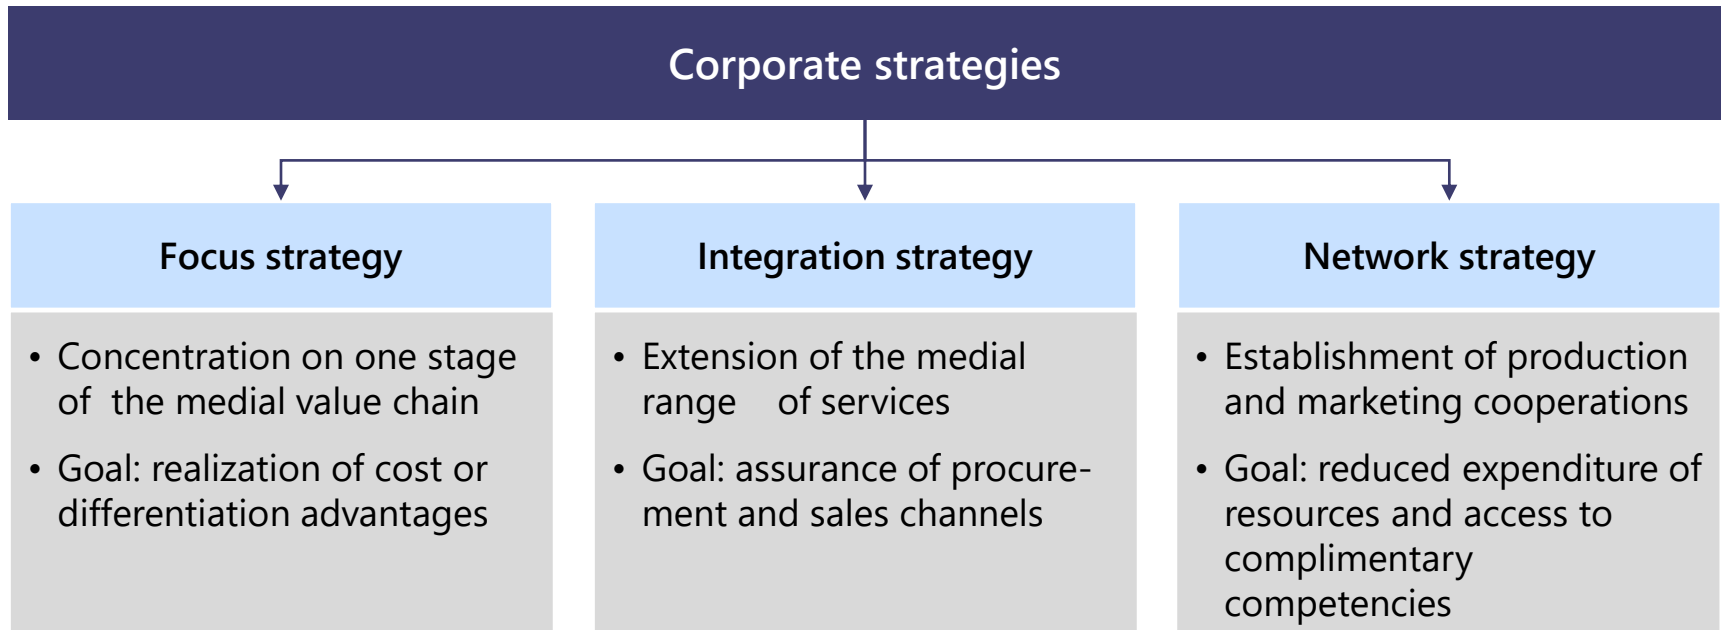 Corporate strategies
Focus strategy
• Concentration on one stage
of the medial value chain
• Goal: realization of cost or
differentiation advantages
Integration strategy
• Extension of the medial
range of services
• Goal: assurance of procure-
ment and sales channels
Network strategy
• Establishment of production
and marketing cooperations
• Goal: reduced expenditure of
resources and access to
complimentary
competencies